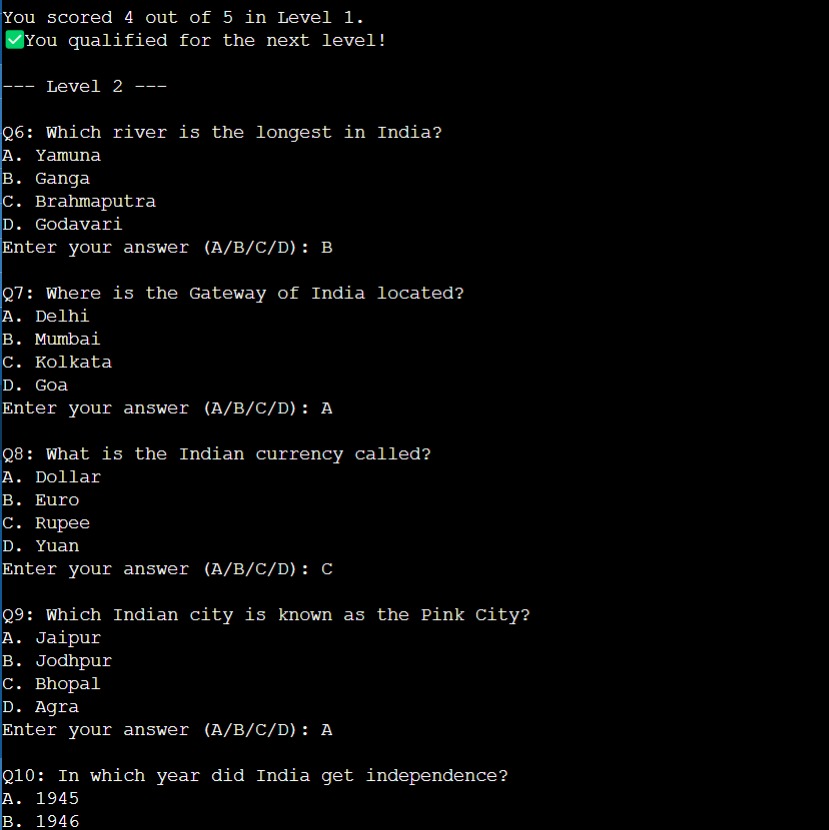 You scored 4 out of 5 in Level 1.
✅You qualified for the next level!
--- Level 2 ---
Q6: Which river is the longest in India?
A. Yamuna
B. Ganga
C. Brahmaputra
D. Godavari
Enter your answer (A/B/C/D): B
Q7: Where is the Gateway of India located?
A. Delhi
B. Mumbai
C. Kolkata
D. Goa
Enter your answer (A/B/C/D): A
Q8: What is the Indian currency called?
A. Dollar
B. Euro
C. Rupee
D. Yuan
Enter your answer (A/B/C/D): C
Q9: Which Indian city is known as the Pink City?
A. Jaipur
B. Jodhpur
C. Bhopal
D. Agra
Enter your answer (A/B/C/D): A
Q10: In which year did India get independence?
A. 1945
B. 1946